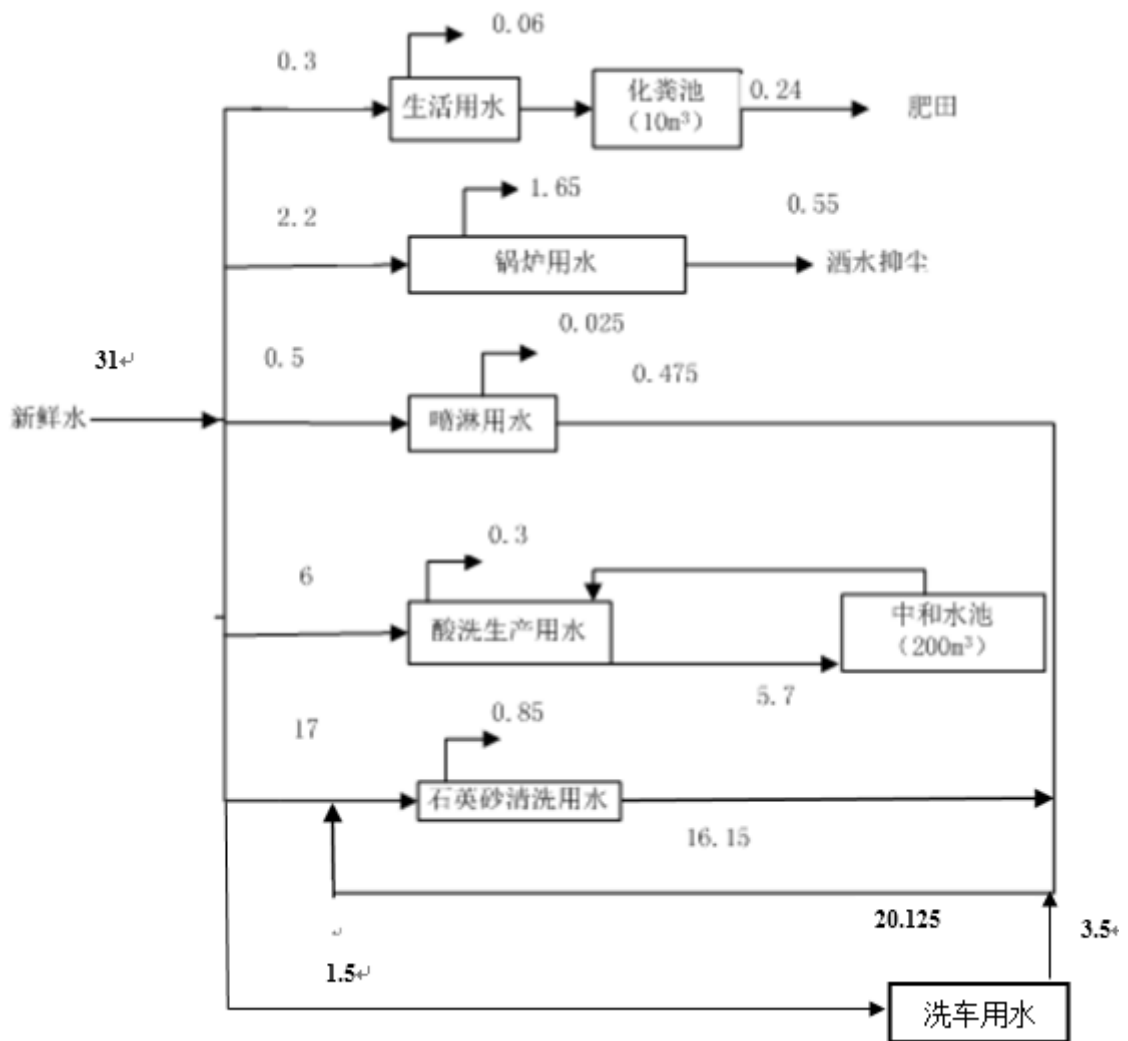 0.06
0.3
生活用水
化粪池
（10m³）
0.24
肥田
1.65
0.55
2.2
锅炉用水
洒水抑尘
0.025
31↵
0.5
0.475
新鲜水
喷淋用水
0.3
6
酸洗生产用水
中和水池
（200m³）
5.7
0.85
17
石英砂清洗用水
16.15
20.125
3.5↵
↵
1.5↵
洗车用水